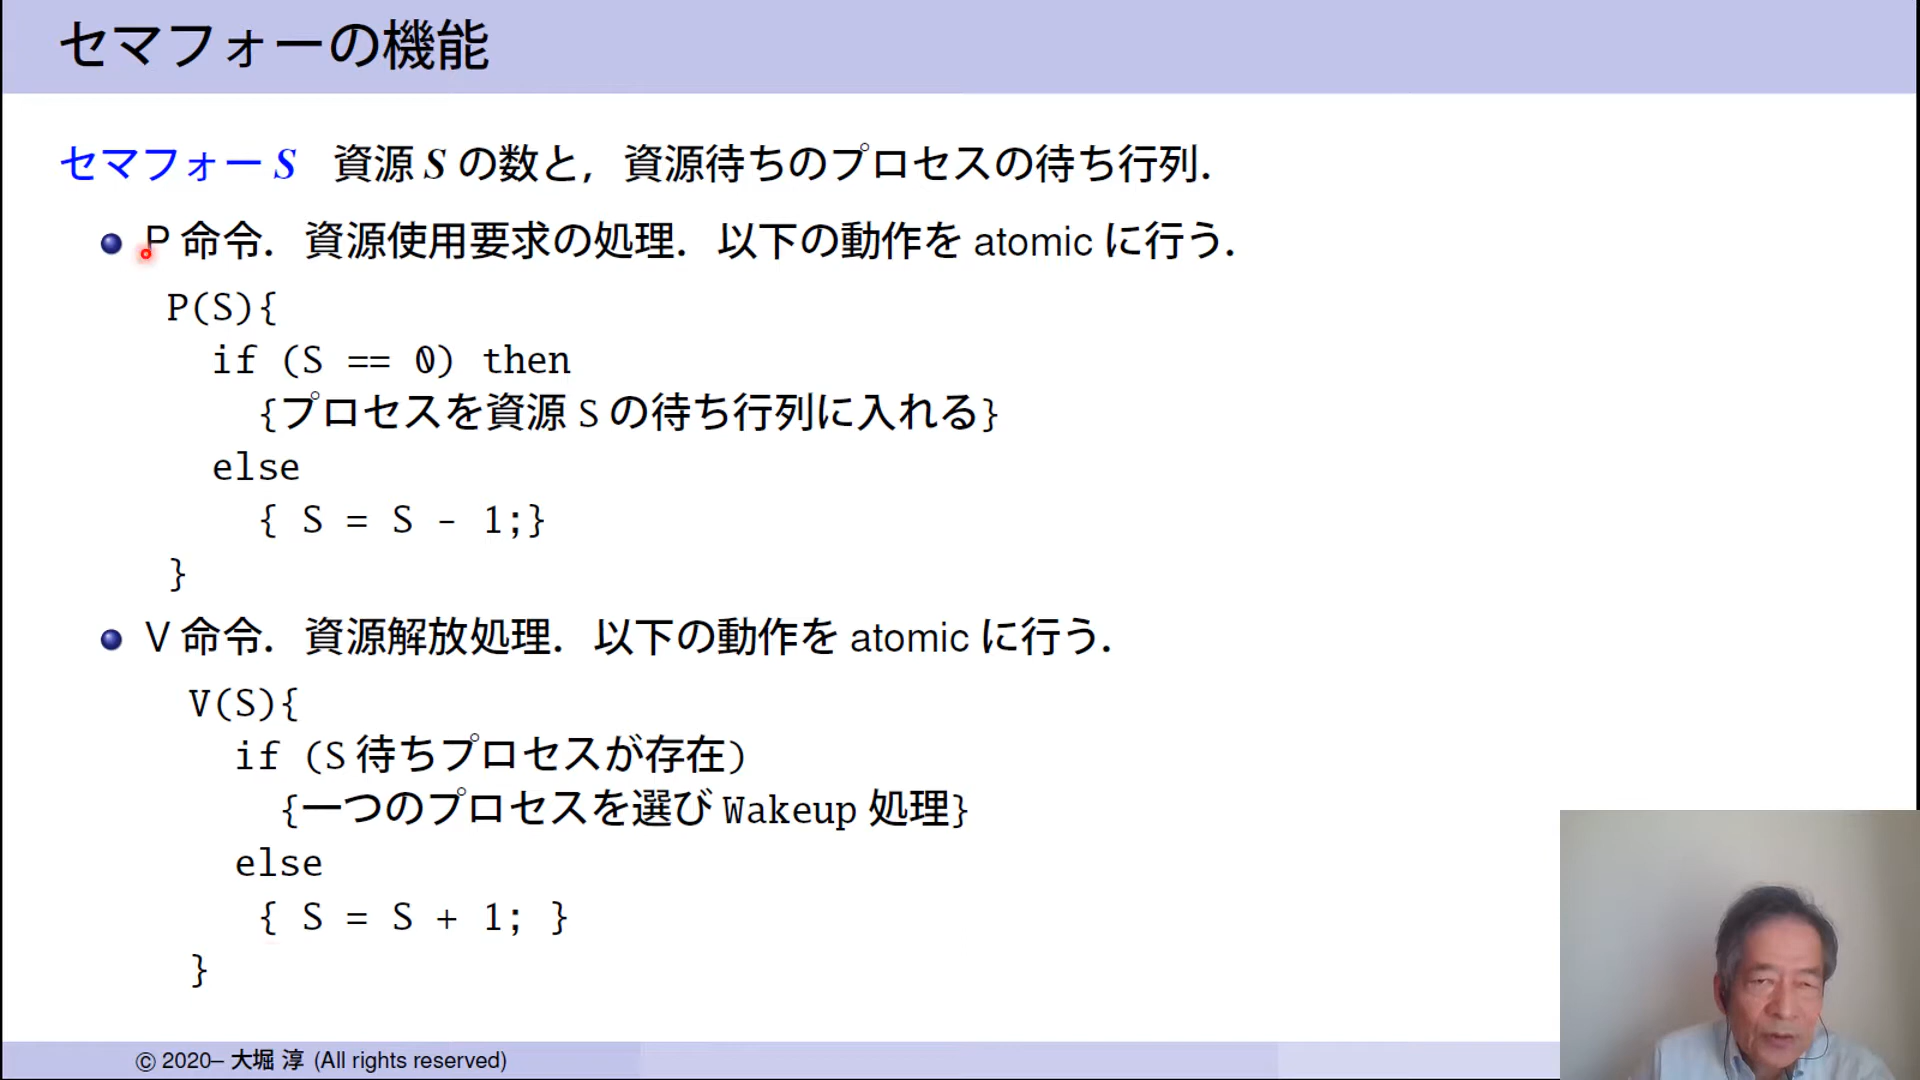 セマフォーの機能
セマフォー S 資源 S の数と，資源待ちのプロセスの待ち行列．
P 命令．資源使用要求の処理．以下の動作を atomic に行う．
P(S){
if (S == 0) then
{プロセスを資源 S の待ち行列に入れる}
else
{ S = S - 1;}
}
V 命令．資源解放処理．以下の動作を atomic に行う．
V(S){
if (S 待ちプロセスが存在)
{一つのプロセスを選び Wakeup 処理}
else
{ S = S + 1; }
}
© 2020– 大堀 淳 (All rights reserved)